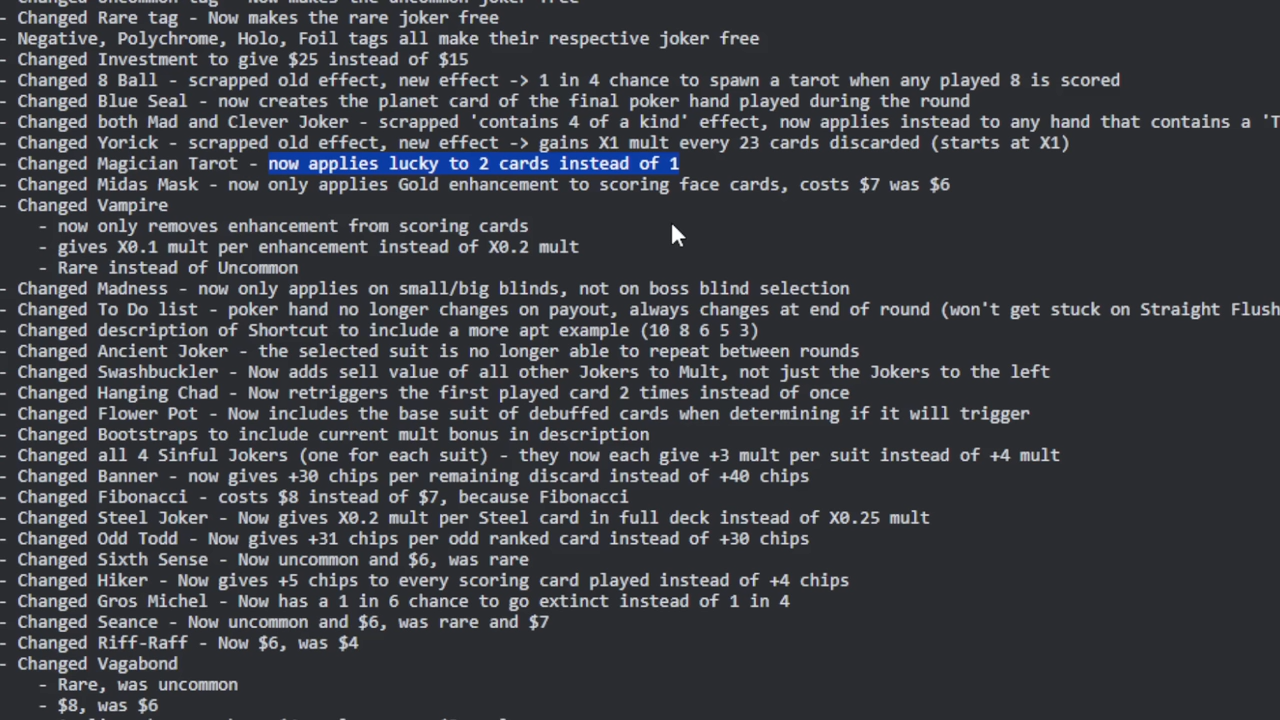 - Changed Uncommon tag - Now makes the uncommon joker free
- Changed Rare tag - Now makes the rare joker free
- Negative, Polychrome, Holo, Foil tags all make their respective joker free
- Changed Investment to give $25 instead of $15
- Changed 8 Ball - scrapped old effect, new effect -> 1 in 4 chance to spawn a tarot when any played 8 is scored
- Changed Blue Seal - now creates the planet card of the final poker hand played during the round
- Changed both Mad and Clever Joker - scrapped 'contains 4 of a kind' effect, now applies instead to any hand that contains a 'T
- Changed Yorick - scrapped old effect, new effect -> gains X1 mult every 23 cards discarded (starts at X1)
- Changed Magician Tarot - now applies lucky to 2 cards instead of 1
- Changed Midas Mask - now only applies Gold enhancement to scoring face cards, costs $7 was $6
- Changed Vampire
- now only removes enhancement from scoring cards
- gives X0.1 mult per enhancement instead of X0.2 mult
- Rare instead of Uncommon
- Changed Madness - now only applies on small/big blinds, not on boss blind selection
- Changed To Do list - poker hand no longer changes on payout, always changes at end of round (won't get stuck on Straight Flush
- Changed description of Shortcut to include a more apt example (10 8 6 5 3)
- Changed Ancient Joker - the selected suit is no longer able to repeat between rounds
- Changed Swashbuckler - Now adds sell value of all other Jokers to Mult, not just the Jokers to the left
- Changed Hanging Chad - Now retriggers the first played card 2 times instead of once
- Changed Flower Pot - Now includes the base suit of debuffed cards when determining if it will trigger
- Changed Bootstraps to include current mult bonus in description
- Changed all 4 Sinful Jokers (one for each suit) - they now each give +3 mult per suit instead of +4 mult
- Changed Banner - now gives +30 chips per remaining discard instead of +40 chips
- Changed Fibonacci - costs $8 instead of $7, because Fibonacci
- Changed Steel Joker - Now gives X0.2 mult per Steel card in full deck instead of X0.25 mult
- Changed Odd Todd - Now gives +31 chips per odd ranked card instead of +30 chips
- Changed Sixth Sense - Now uncommon and $6, was rare
- Changed Hiker - Now gives +5 chips to every scoring card played instead of +4 chips
- Changed Gros Michel - Now has a 1 in 6 chance to go extinct instead of 1 in 4
- Changed Seance - Now uncommon and $6, was rare and $7
- Changed Riff-Raff - Now $6, was $4
- Changed Vagabond
- Rare, was uncommon
- $8, was $6